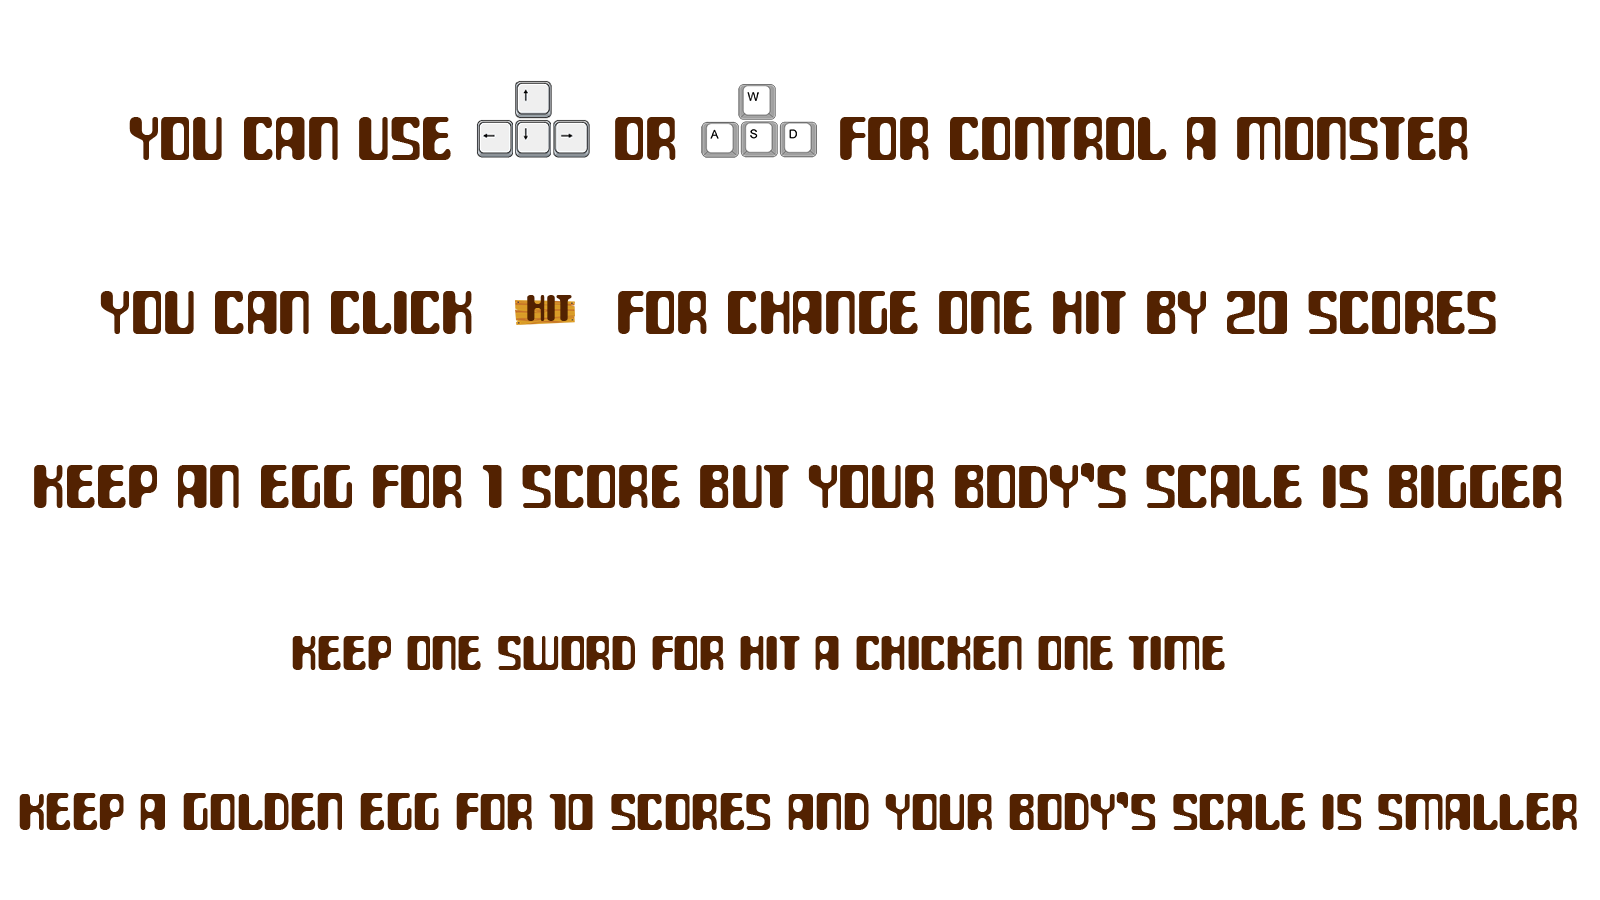 YOU CAN USE ↑ ← ↓ → OR W A S D FOR CONTROL A MONSTER
YOU CAN CLICK HIT FOR CHANGE ONE HIT BY 20 SCORES
KEEP AN EGG FOR 1 SCORE BUT YOUR BODY'S SCALE IS BIGGER
KEEP ONE SWORD FOR HIT A CHICKEN ONE TIME
KEEP A GOLDEN EGG FOR 10 SCORES AND YOUR BODY'S SCALE IS SMALLER